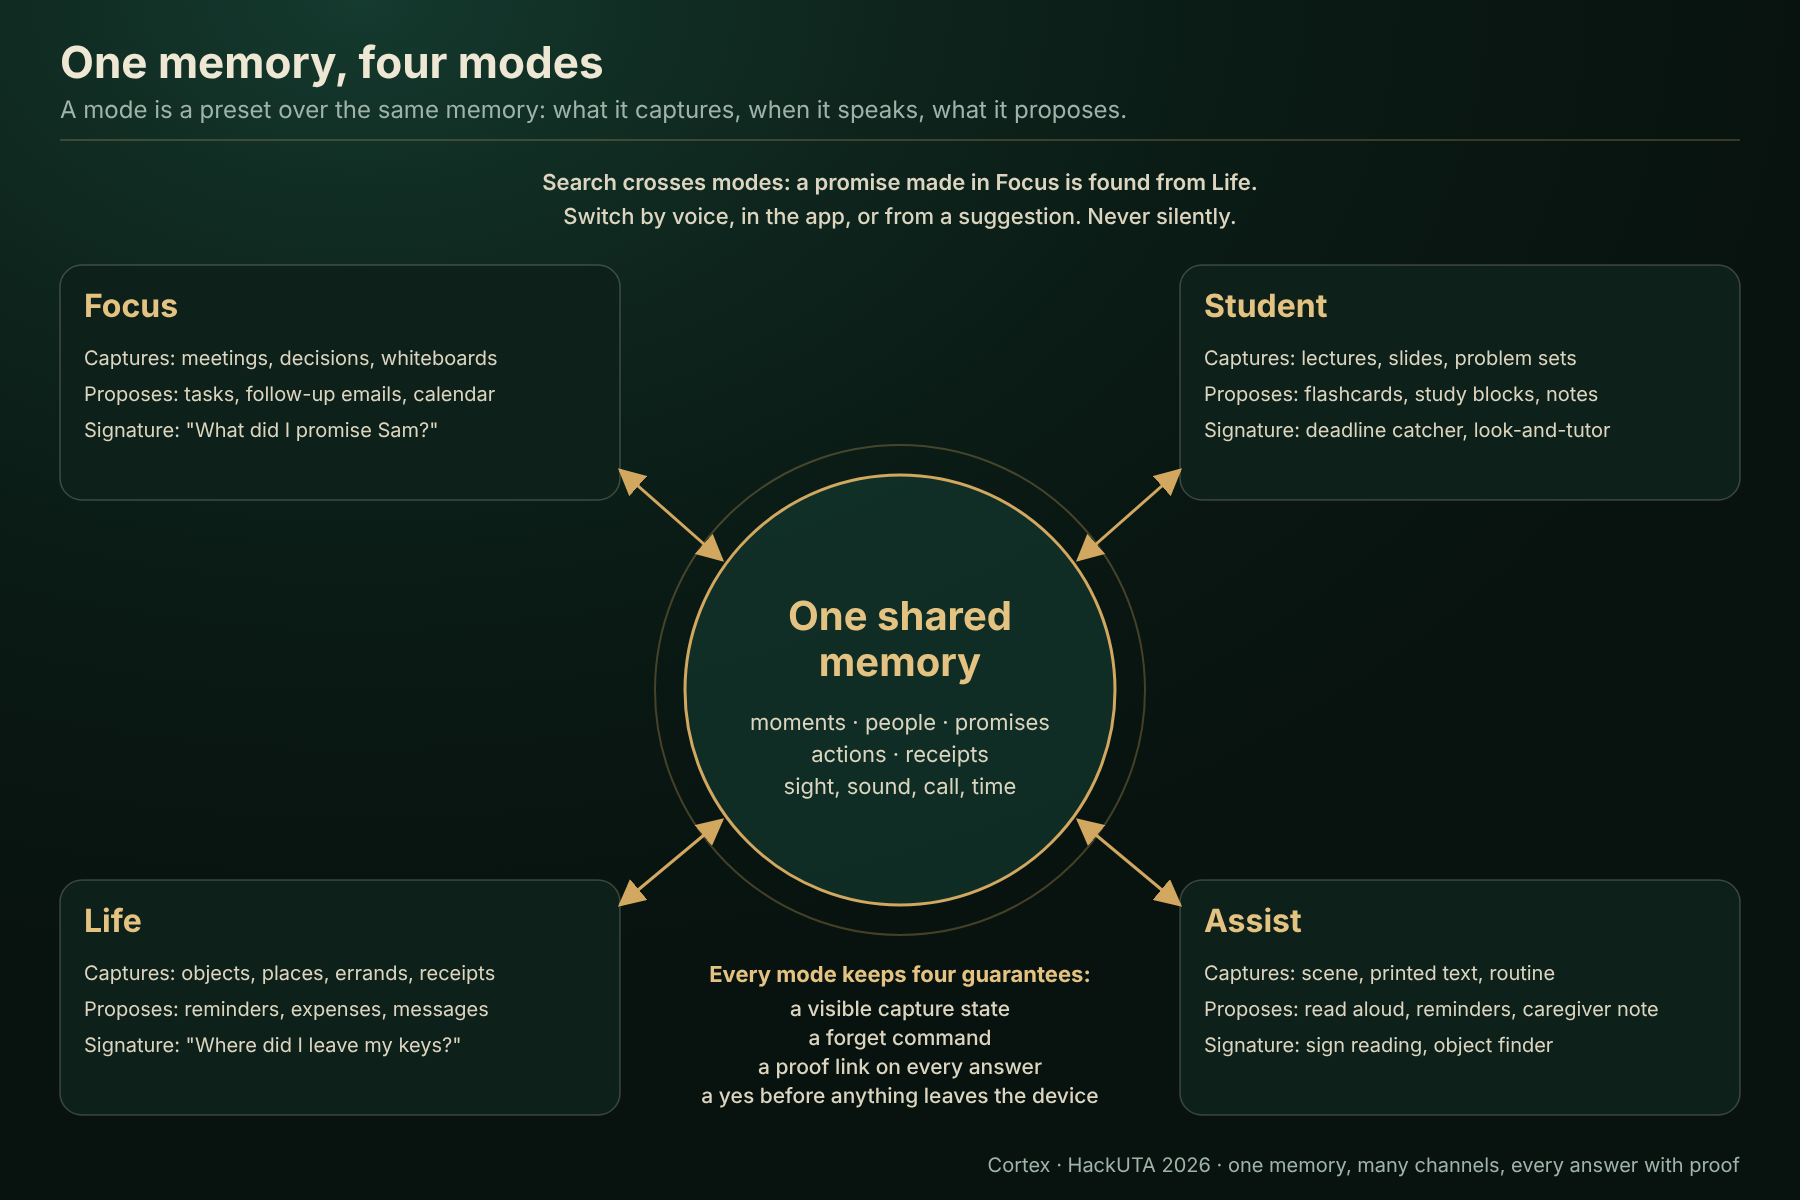 One memory, four modes
A mode is a preset over the same memory: what it captures, when it speaks, what it proposes.
Search crosses modes: a promise made in Focus is found from Life.
Switch by voice, in the app, or from a suggestion. Never silently.
Focus
Captures: meetings, decisions, whiteboards
Proposes: tasks, follow-up emails, calendar
Signature: "What did I promise Sam?"
Student
Captures: lectures, slides, problem sets
Proposes: flashcards, study blocks, notes
Signature: deadline catcher, look-and-tutor
One shared
memory
moments · people · promises
actions · receipts
sight, sound, call, time
Life
Captures: objects, places, errands, receipts
Proposes: reminders, expenses, messages
Signature: "Where did I leave my keys?"
Every mode keeps four guarantees:
a visible capture state
a forget command
a proof link on every answer
a yes before anything leaves the device
Assist
Captures: scene, printed text, routine
Proposes: read aloud, reminders, caregiver note
Signature: sign reading, object finder
Cortex · HackUTA 2026 · one memory, many channels, every answer with proof